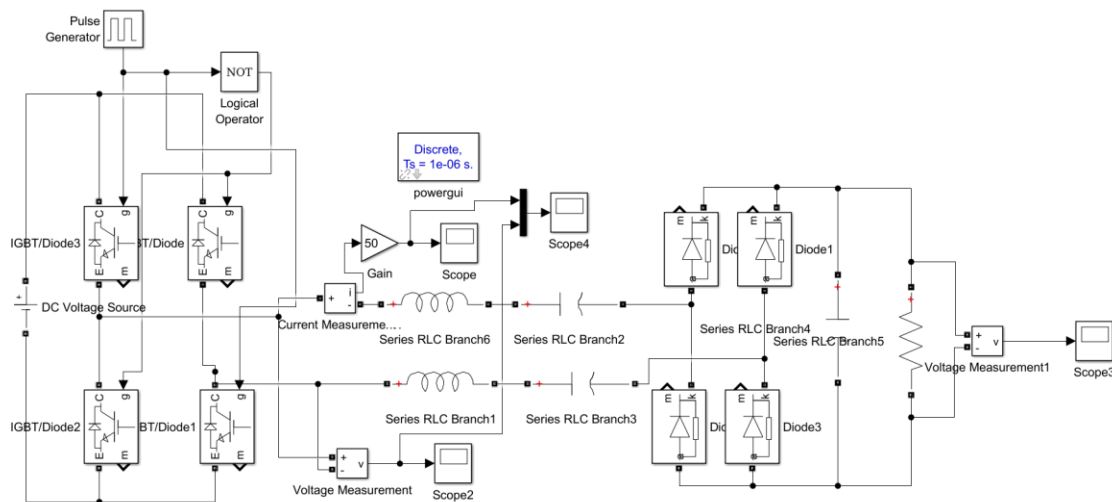 Pulse
Generator
NOT
Logical
Operator
Discrete,
Ts = 1e-06 s.
powergui
C
g
E
m
IGBT/Diode3
C
g
E
m
BT/Diode
50
Gain
Scope
Scope4
+
-
i
Current Measureme...
+
DC Voltage Source
+
Series RLC Branch6
+
Series RLC Branch2
m
k
a
Dio
m
k
a
Diode1
+
Series RLC Branch4
Series RLC Branch5
+
+
-
v
Voltage Measurement1
Scope3
C
g
E
m
IGBT/Diode2
C
g
E
m
BT/Diode1
+
Series RLC Branch1
+
Series RLC Branch3
m
k
a
Dio
m
k
a
Diode3
+
-
v
Voltage Measurement
Scope2